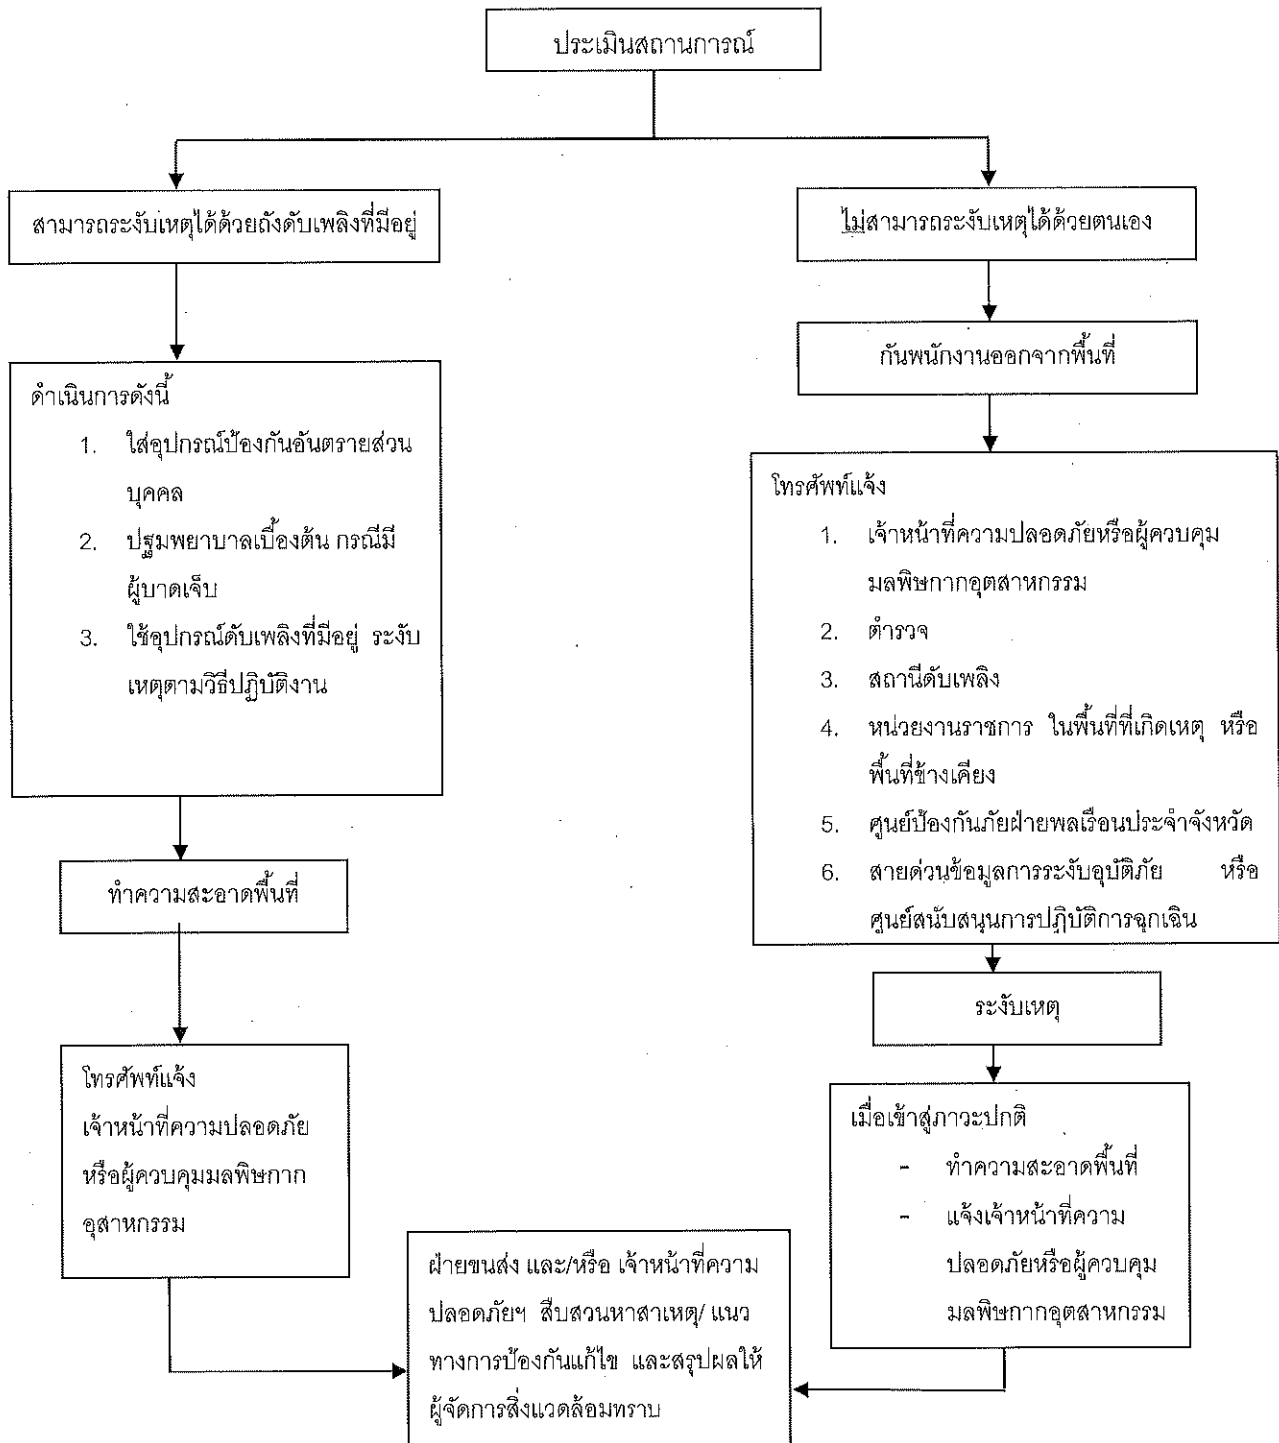 ประเมินสถานการณ์
สามารถระงับเหตุได้ด้วยถังดับเพลิงที่มีอยู่
ไม่สามารถระงับเหตุได้ด้วยตนเอง
กันพนักงานออกจากพื้นที่
ดำเนินการดังนี้
1. ใส่อุปกรณ์ป้องกันอันตรายส่วน
บุคคล
2. ปฐมพยาบาลเบื้องต้น กรณีมี
ผู้บาดเจ็บ
3. ใช้อุปกรณ์ดับเพลิงที่มีอยู่ ระงับ
เหตุตามวิธีปฏิบัติงาน
โทรศัพท์แจ้ง
1. เจ้าหน้าที่ความปลอดภัยหรือผู้ควบคุม
มลพิษกากอุตสาหกรรม
2. ตำรวจ
3. สถานีดับเพลิง
4. หน่วยงานราชการ ในพื้นที่ที่เกิดเหตุ หรือ
พื้นที่ข้างเคียง
5. ศูนย์ป้องกันภัยฝ่ายพลเรือนประจำจังหวัด
6. สายด่วนข้อมูลการระงับอุบัติภัย หรือ
ศูนย์สนับสนุนการปฏิบัติการฉุกเฉิน
ทำความสะอาดพื้นที่
ระงับเหตุ
โทรศัพท์แจ้ง
เจ้าหน้าที่ความปลอดภัย
หรือผู้ควบคุมมลพิษกาก
อุสาหกรรม
เมื่อเข้าสู่ภาวะปกติ
- ทำความสะอาดพื้นที่
- แจ้งเจ้าหน้าที่ความ
ปลอดภัยหรือผู้ควบคุม
มลพิษกากอุตสาหกรรม
ฝ่ายขนส่ง และ/หรือ เจ้าหน้าที่ความ
ปลอดภัยฯ สืบสวนหาสาเหตุ/ แนว
ทางการป้องกันแก้ไข และสรุปผลให้
ผู้จัดการสิ่งแวดล้อมทราบ